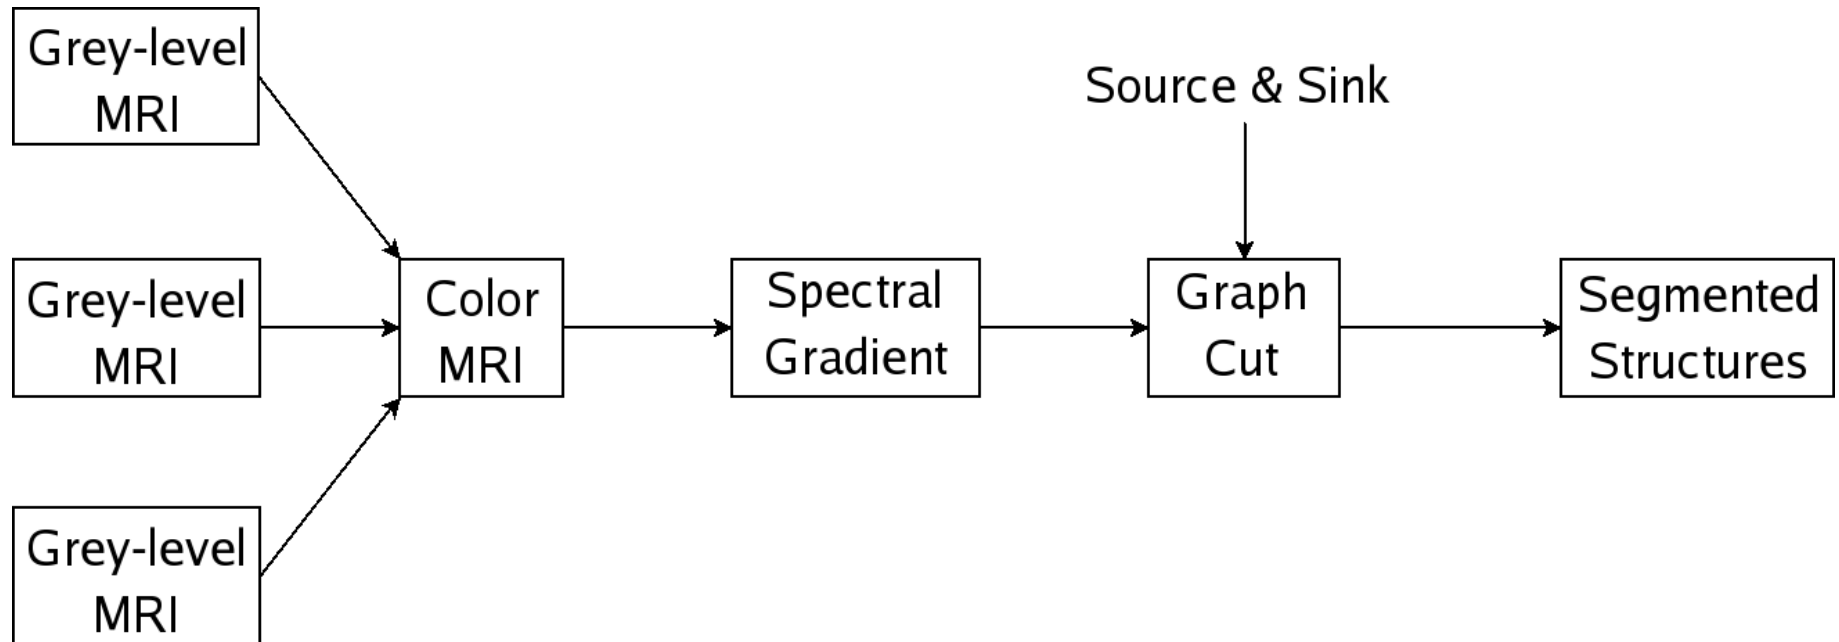 Grey-level
MRI
Source & Sink
Grey-level
MRI
Color
MRI
Spectral
Gradient
Graph
Cut
Segmented
Structures
Grey-level
MRI